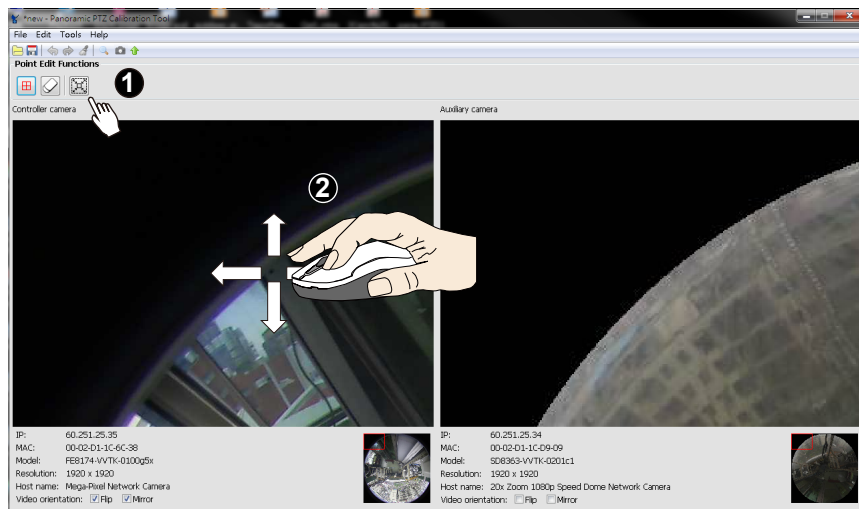 *new - Panoramic PTZ Calibration Tool
File Edit Tools Help
Point Edit Functions
1
Controller camera
Auxiliary camera
2
IP: 60.251.25.35
MAC: 00-02-D1-1C-6C-38
Model: FE8174-VVTK-0100g5x
Resolution: 1920 x 1920
Host name: Mega-Pixel Network Camera
Video orientation: Flip Mirror
IP: 60.251.25.34
MAC: 00-02-D1-1C-D9-09
Model: SD8363-VVTK-0201c1
Resolution: 1920 x 1920
Host name: 20x Zoom 1080p Speed Dome Network Camera
Video orientation: Flip Mirror